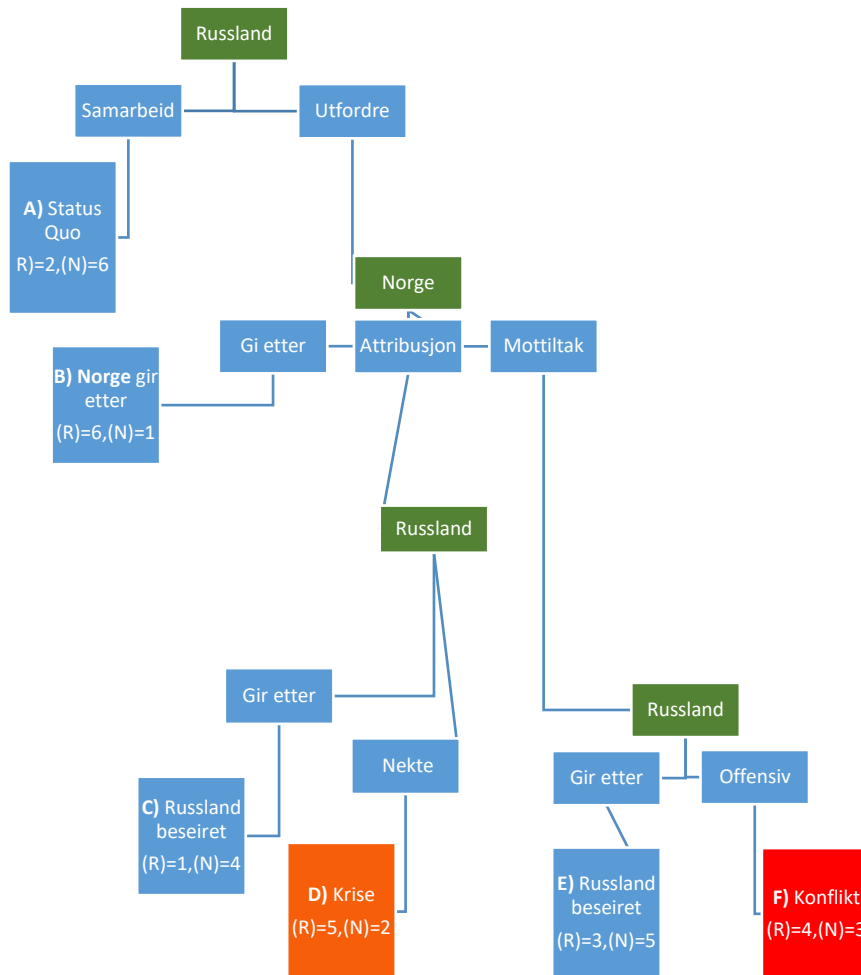 Russland
Samarbeid
Utfordre
A) Status
Quo
R)=2,(N)=6
Norge
Gi etter
Attribusjon
Mottiltak
B) Norge gir
etter
(R)=6,(N)=1
Russland
Gir etter
Russland
Nekte
Gir etter
Offensiv
C) Russland
beseiret
(R)=1,(N)=4
D) Krise
(R)=5,(N)=2
E) Russland
beseiret
(R)=3,(N)=5
F) Konflikt
(R)=4,(N)=3